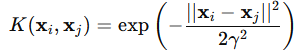 K(𝐱ᵢ, 𝐱ⱼ) = exp(−||𝐱ᵢ − 𝐱ⱼ||² / 2γ²)